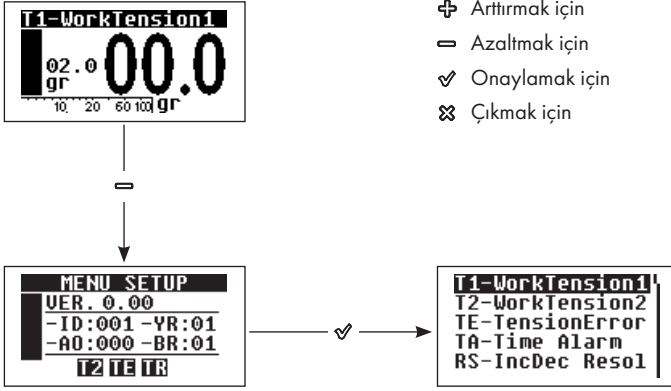 T1-WorkTension1
02.0 00.0
gr
10 20 60 100 gr
Arttırmak için
Azaltmak için
Onaylamak için
Çıkmak için
MENU SETUP
VER. 0.00
-ID:001 -YR:01
-AO:000 -BR:01
T2 TE TR
T1-WorkTension1
T2-WorkTension2
TE-TensionError
TA-Time Alarm
RS-IncDec Resol